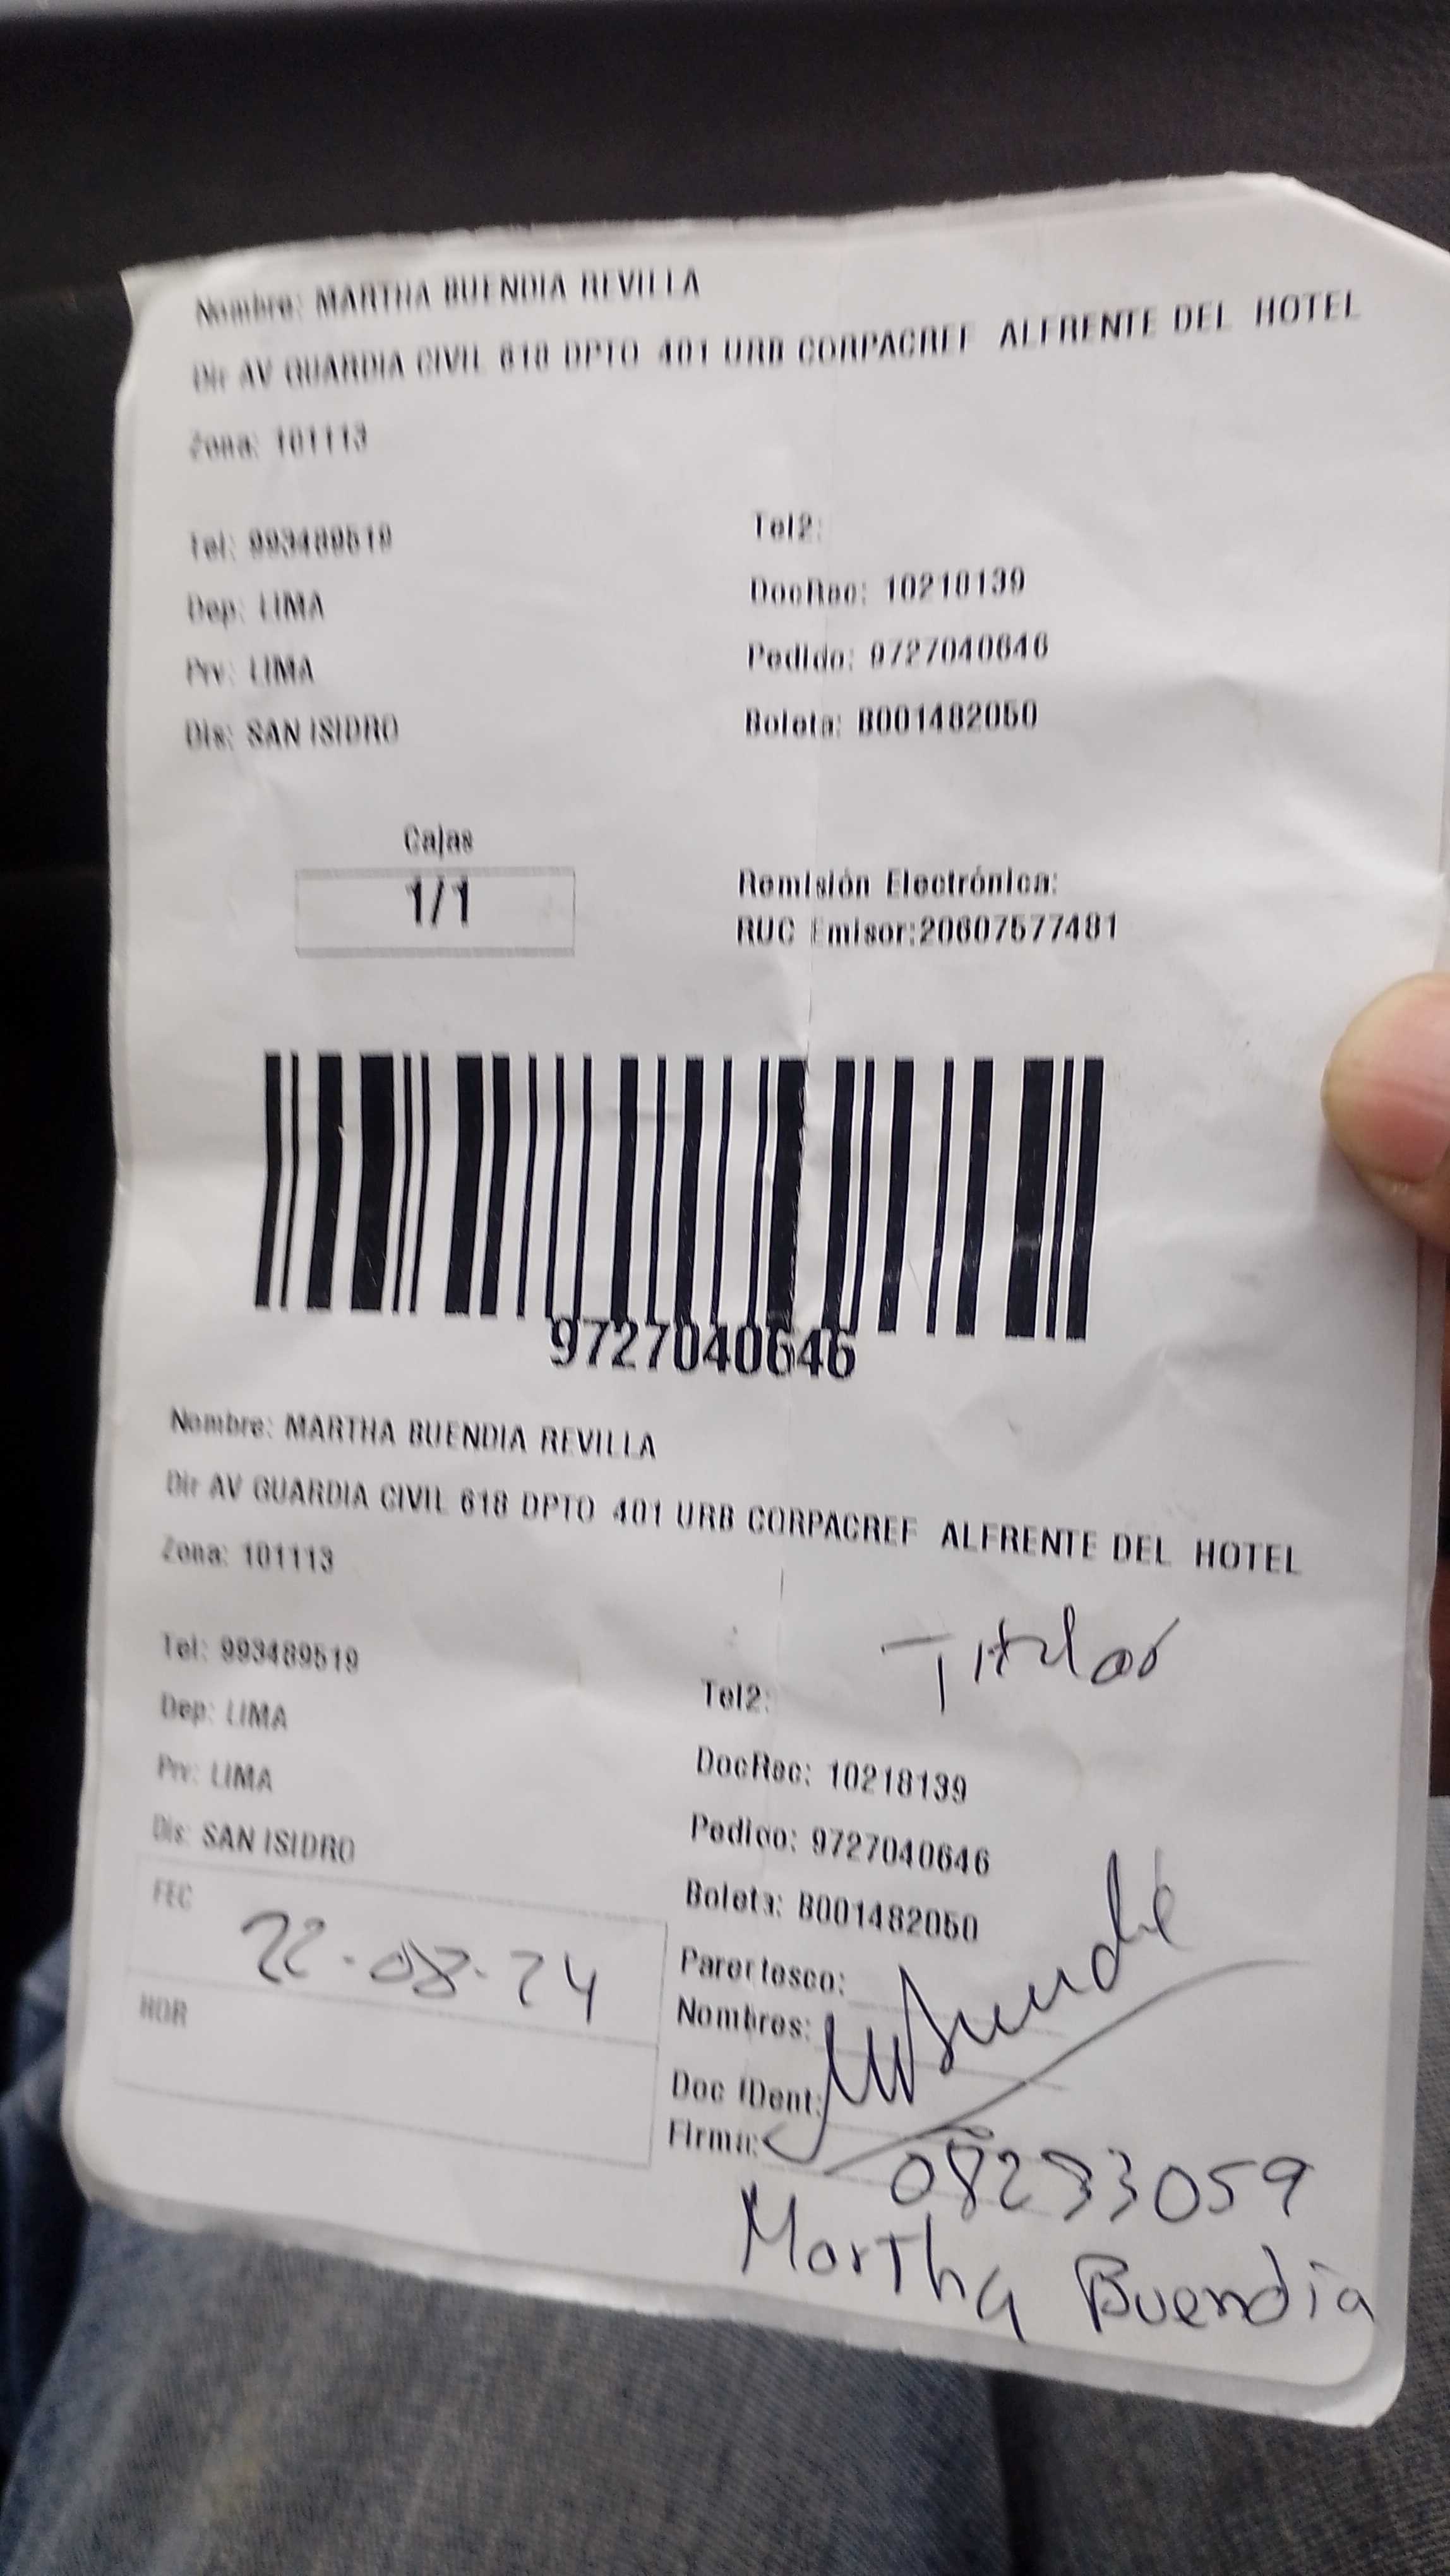 Nombre: MARTHA BUENDIA REVILLA
Dir AV GUARDIA CIVIL 618 DPTO 401 URB CORPACREF ALFRENTE DEL HOTEL
Zona: 101113
Tel: 993489519
Tel2:
Dep: LIMA
DocRec: 10218139
Prv: LIMA
Pedido: 9727040646
Dis: SAN ISIDRO
Boleta: B001482050
Cajas
1/1
Remisión Electrónica:
RUC Emisor:20607577481
9727040646
Nombre: MARTHA BUENDIA REVILLA
Dir AV GUARDIA CIVIL 618 DPTO 401 URB CORPACREF ALFRENTE DEL HOTEL
Zona: 101113
Titular
Tel: 993489519
Tel2:
Dep: LIMA
DocRec: 10218139
Prv: LIMA
Pedido: 9727040646
Dis: SAN ISIDRO
Boleta: B001482050
FEC 22-08-24
Parertesco:
HOR
Nombres:
Doc IDent:
Firma:
08233059
Martha Buendía